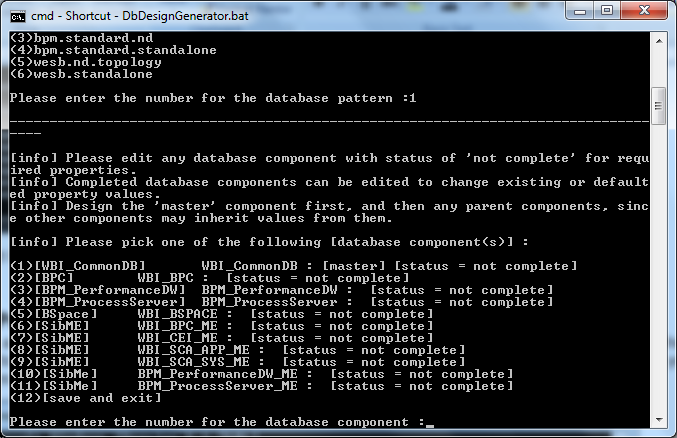 cmd - Shortcut - DbDesignGenerator.bat
(3)bpm.standard.nd
(4)bpm.standard.standalone
(5)wesb.nd.topology
(6)wesb.standalone
Please enter the number for the database pattern :1
--------------------------------------------------------------------------------
----
[info] Please edit any database component with status of 'not complete' for requ
ired properties.
[info] Completed database components can be edited to change existing or default
ed property values.
[info] Design the 'master' component first, and then any parent components, sinc
e other components may inherit values from them.
[info] Please pick one of the following [database component(s)] :
(1)[WBI_CommonDB]       WBI_CommonDB : [master] [status = not complete]
(2)[BPC]        WBI_BPC :  [status = not complete]
(3)[BPM_PerformanceDW]  BPM_PerformanceDW :  [status = not complete]
(4)[BPM_ProcessServer]  BPM_ProcessServer :  [status = not complete]
(5)[BSpace]     WBI_BSPACE :  [status = not complete]
(6)[SibME]      WBI_BPC_ME :  [status = not complete]
(7)[SibME]      WBI_CEI_ME :  [status = not complete]
(8)[SibME]      WBI_SCA_APP_ME :  [status = not complete]
(9)[SibME]      WBI_SCA_SYS_ME :  [status = not complete]
(10)[SibMe]     BPM_PerformanceDW_ME :  [status = not complete]
(11)[SibMe]     BPM_ProcessServer_ME :  [status = not complete]
(12)[save and exit]
Please enter the number for the database component :_